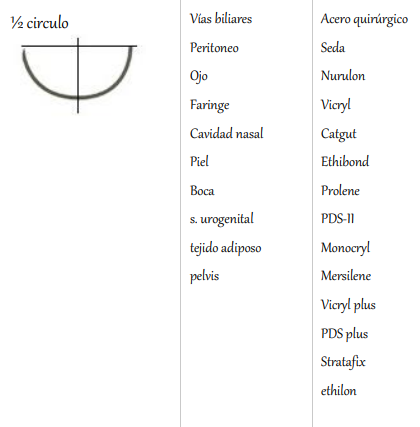 ½ circulo
Vías biliares
Peritoneo
Ojo
Faringe
Cavidad nasal
Piel
Boca
s. urogenital
tejido adiposo
pelvis
Acero quirúrgico
Seda
Nurulon
Vicryl
Catgut
Ethibond
Prolene
PDS-II
Monocryl
Mersilene
Vicryl plus
PDS plus
Stratafix
ethilon